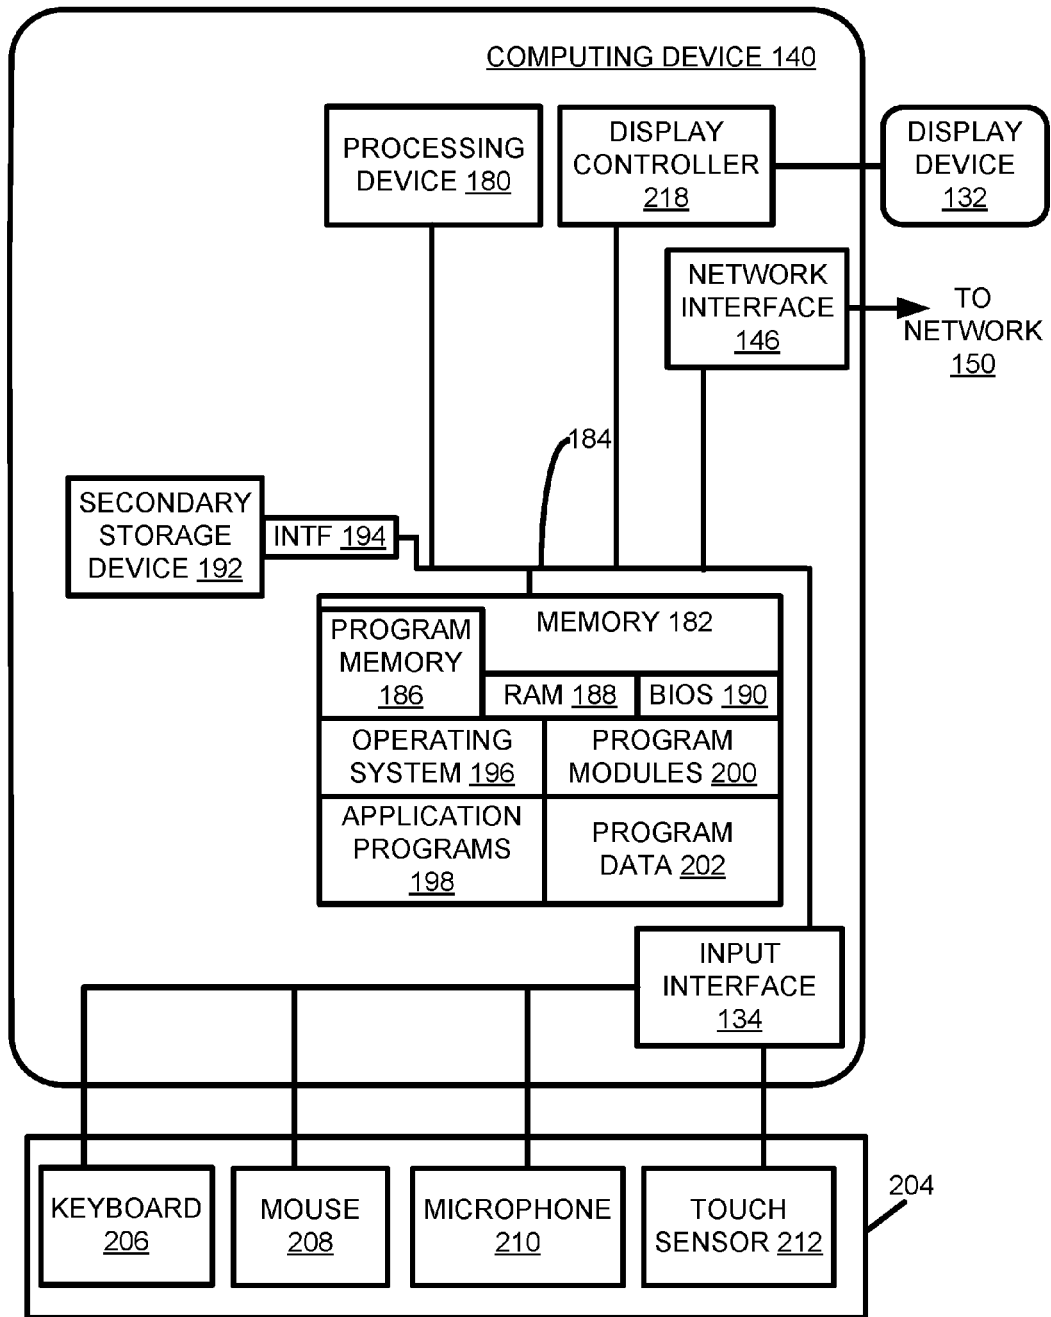 COMPUTING DEVICE 140
PROCESSING
DEVICE 180
DISPLAY
CONTROLLER
218
DISPLAY
DEVICE
132
NETWORK
INTERFACE
146
TO
NETWORK
150
184
SECONDARY
STORAGE
DEVICE 192
INTF 194
MEMORY 182
PROGRAM
MEMORY
186
RAM 188
BIOS 190
OPERATING
SYSTEM 196
PROGRAM
MODULES 200
APPLICATION
PROGRAMS
198
PROGRAM
DATA 202
INPUT
INTERFACE
134
KEYBOARD
206
MOUSE
208
MICROPHONE
210
TOUCH
SENSOR 212
204